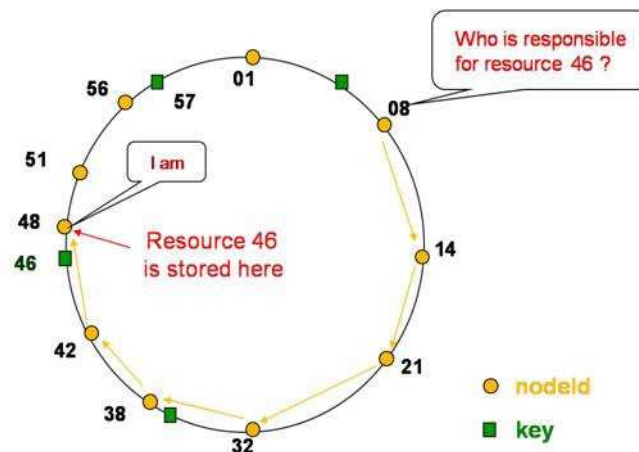 01
Who is responsible
for resource 46 ?
56
57
08
51
I am
48
Resource 46
is stored here
46
14
42
21
38
32
nodeId
key